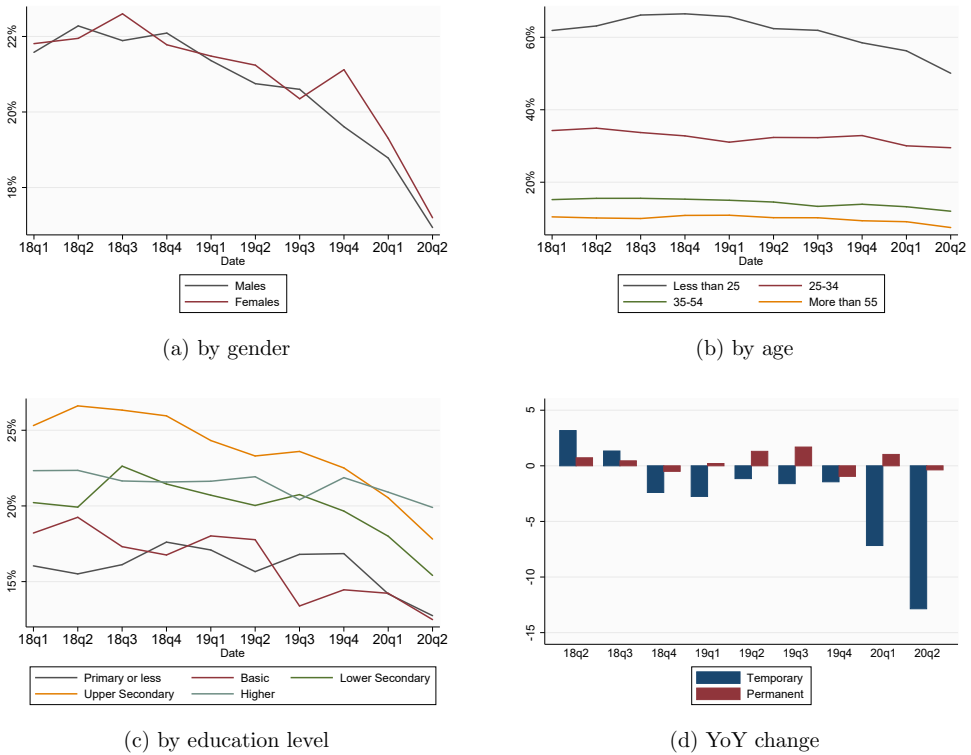 22%
20%
18%
18q1 18q2 18q3 18q4 19q1 19q2 19q3 19q4 20q1 20q2
Date
Males
Females
(a) by gender
60%
40%
20%
18q1 18q2 18q3 18q4 19q1 19q2 19q3 19q4 20q1 20q2
Date
Less than 25 25-34
35-54 More than 55
(b) by age
25%
20%
15%
18q1 18q2 18q3 18q4 19q1 19q2 19q3 19q4 20q1 20q2
Date
Primary or less Basic Lower Secondary
Upper Secondary Higher
(c) by education level
5
0
-5
-10
-15
18q2 18q3 18q4 19q1 19q2 19q3 19q4 20q1 20q2
Temporary
Permanent
(d) YoY change